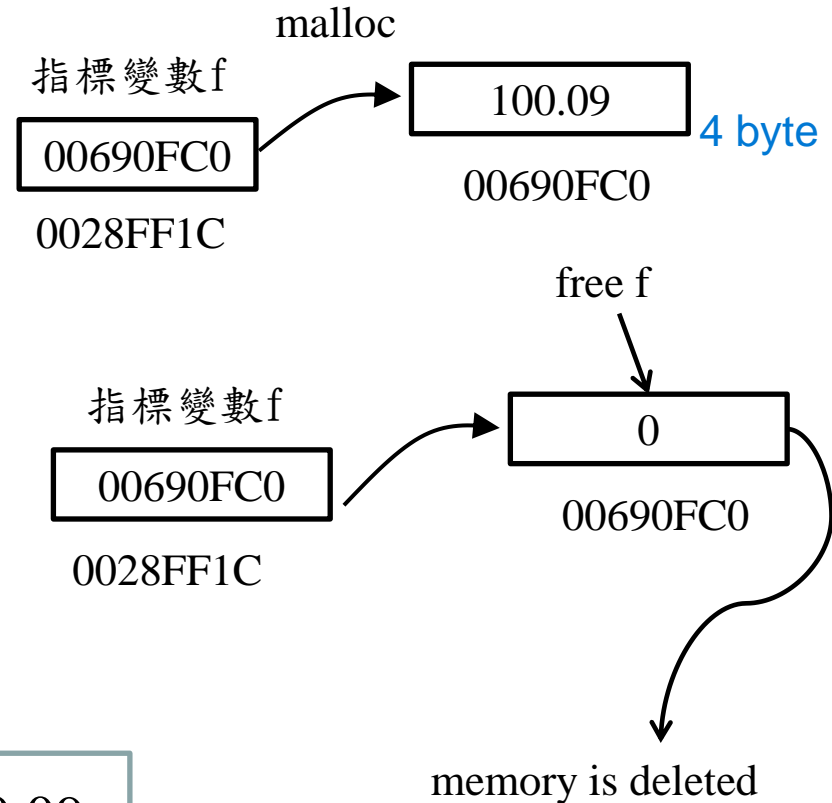 malloc
指標變數f
100.09
4 byte
00690FC0
00690FC0
0028FF1C
free f
指標變數f
0
00690FC0
00690FC0
0028FF1C
memory is deleted